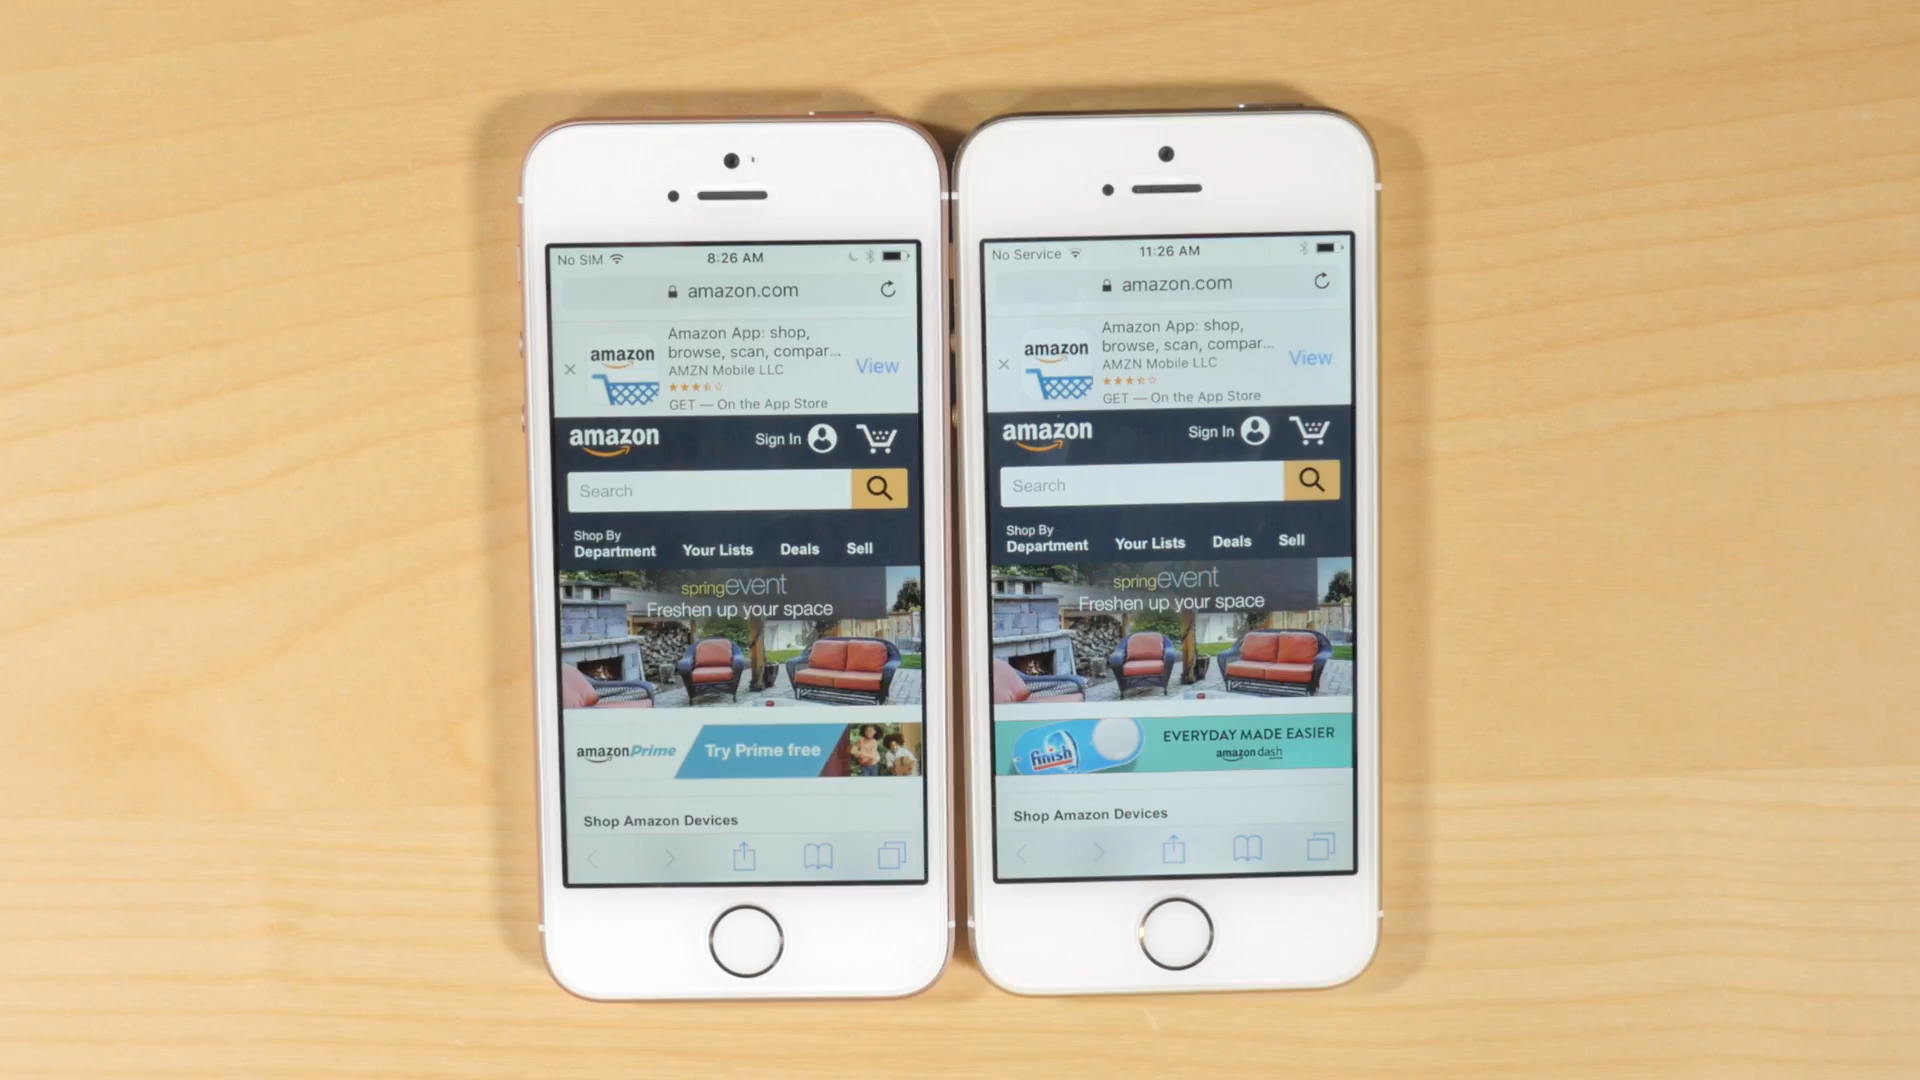 No SIM 8:26 AM
amazon.com
amazon
Amazon App: shop,
browse, scan, compar...
AMZN Mobile LLC
GET — On the App Store
View
amazon
Sign In
Search
Shop By
Department Your Lists Deals Sell
springevent
Freshen up your space
amazonPrime Try Prime free
Shop Amazon Devices
No Service 11:26 AM
amazon.com
amazon
Amazon App: shop,
browse, scan, compar...
AMZN Mobile LLC
GET — On the App Store
View
amazon
Sign In
Search
Shop By
Department Your Lists Deals Sell
springevent
Freshen up your space
finish
EVERYDAY MADE EASIER
amazon dash
Shop Amazon Devices